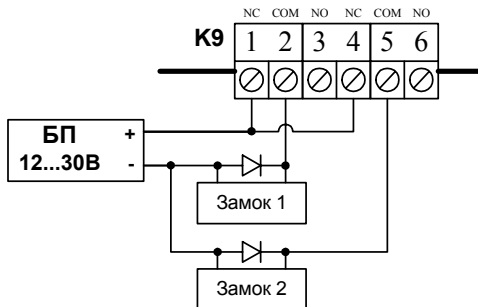 NC COM NO NC COM NO
К9 1 2 3 4 5 6
БП +
12...30В -
Замок 1
Замок 2